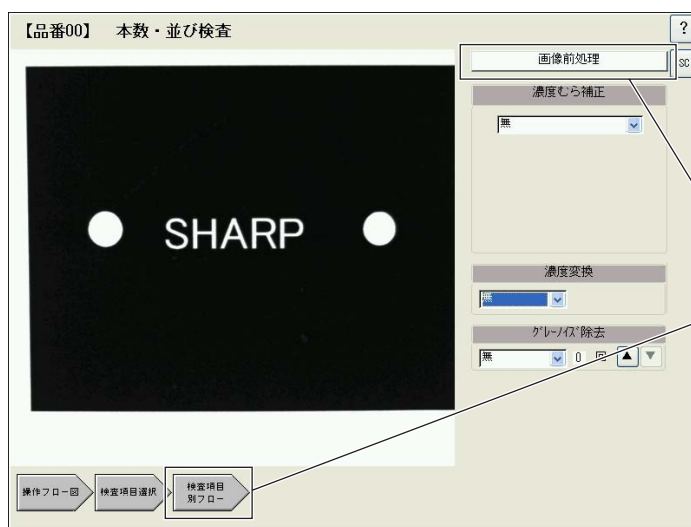 【品番00】 本数・並び検査
?
画像前処理
SC
濃度むら補正
無
SHARP
濃度変換
無
グレーノイズ除去
無
0 回
操作フロー図
検査項目選択
検査項目
別フロー